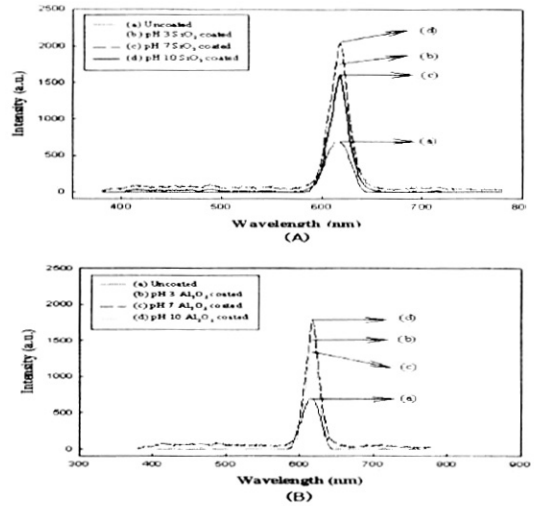 (a) Uncoated
(b) pH 3 SiO₂ coated
(c) pH 7 SiO₂ coated
(d) pH 10 SiO₂ coated
2500
2000
1500
1000
500
0
Intensity (a.u.)
(d)
(b)
(c)
(a)
400
500
600
700
80
Wavelength (nm)
(A)
(a) Uncoated
(b) pH 3 Al₂O₃ coated
(c) pH 7 Al₂O₃ coated
(d) pH 10 Al₂O₃ coated
2500
2000
1500
1000
500
0
Intensity (a.u.)
(d)
(b)
(c)
(a)
300
400
500
600
700
800
900
Wavelength (nm)
(B)